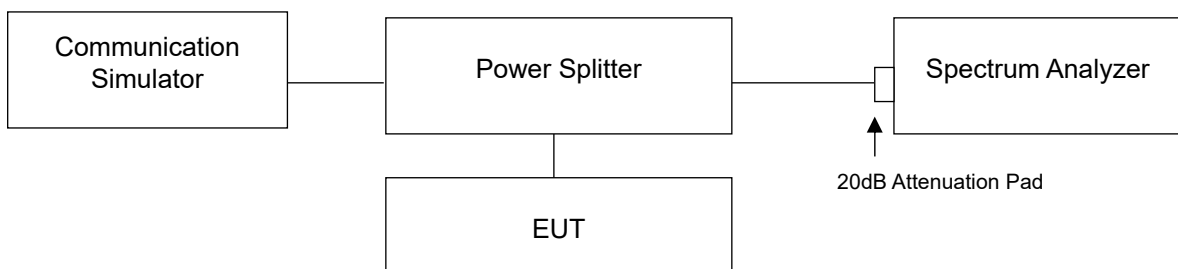 Communication
Simulator
Power Splitter
Spectrum Analyzer
20dB Attenuation Pad
EUT